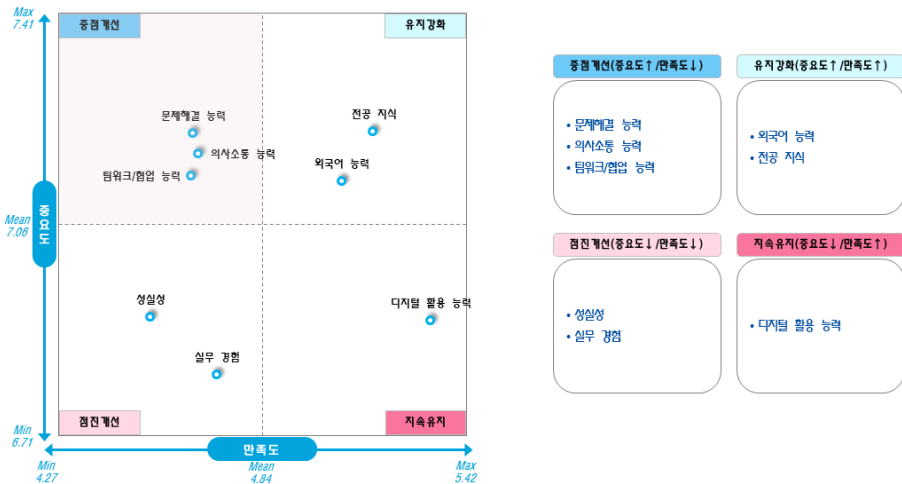 Max
7.41
중점개선
유지강화
문제해결 능력
전공 지식
의사소통 능력
외국어 능력
팀워크/협업 능력
중요도
Mean
7.06
성실성
디지털 활용 능력
실무 경험
점진개선
지속유지
Min
6.71
만족도
Min
4.27
Mean
4.84
Max
5.42
중점개선(중요도↑/만족도↓)
• 문제해결 능력
• 의사소통 능력
• 팀워크/협업 능력
유지강화(중요도↑/만족도↑)
• 외국어 능력
• 전공 지식
점진개선(중요도↓/만족도↓)
• 성실성
• 실무 경험
지속유지(중요도↓/만족도↑)
• 디지털 활용 능력